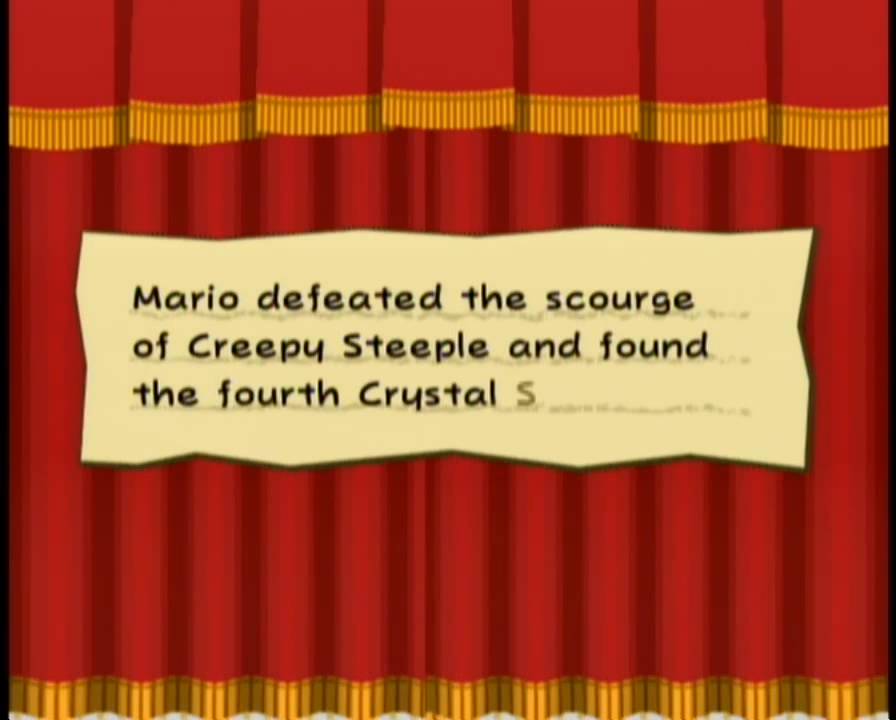 Mario defeated the scourge
of Creepy Steeple and found
the fourth Crystal S